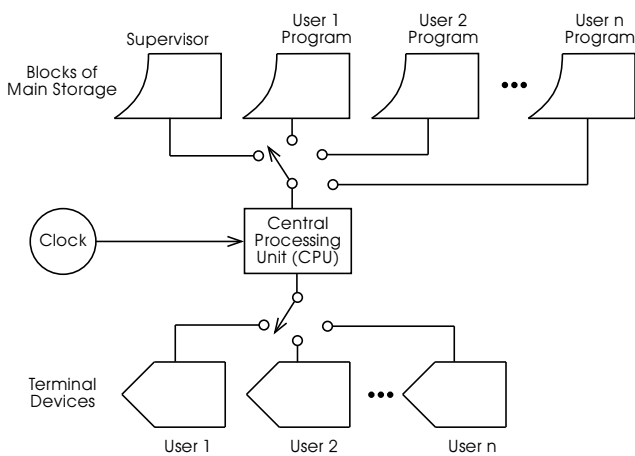 Supervisor
User 1
Program
User 2
Program
User n
Program
Blocks of
Main Storage
Clock
Central
Processing
Unit (CPU)
Terminal
Devices
User 1
User 2
User n